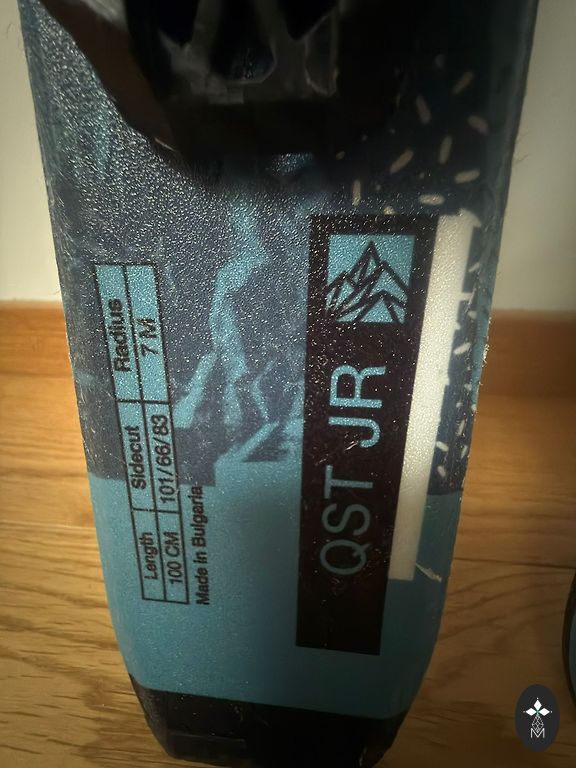 Length Sidecut Radius
100 CM 101/66/83 7 M
Made in Bulgaria
QST JR
M